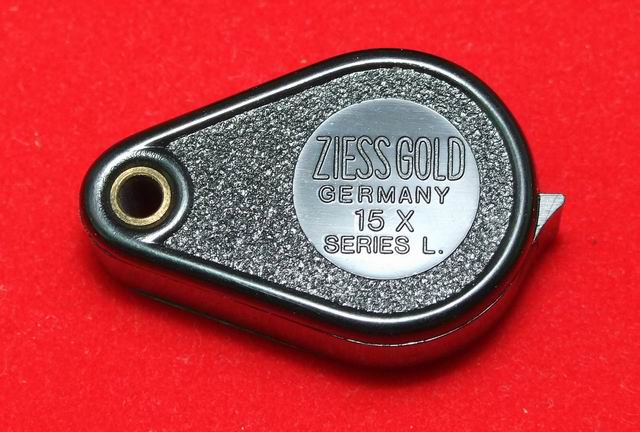 ZIESS GOLD
GERMANY
15 X
SERIES L.